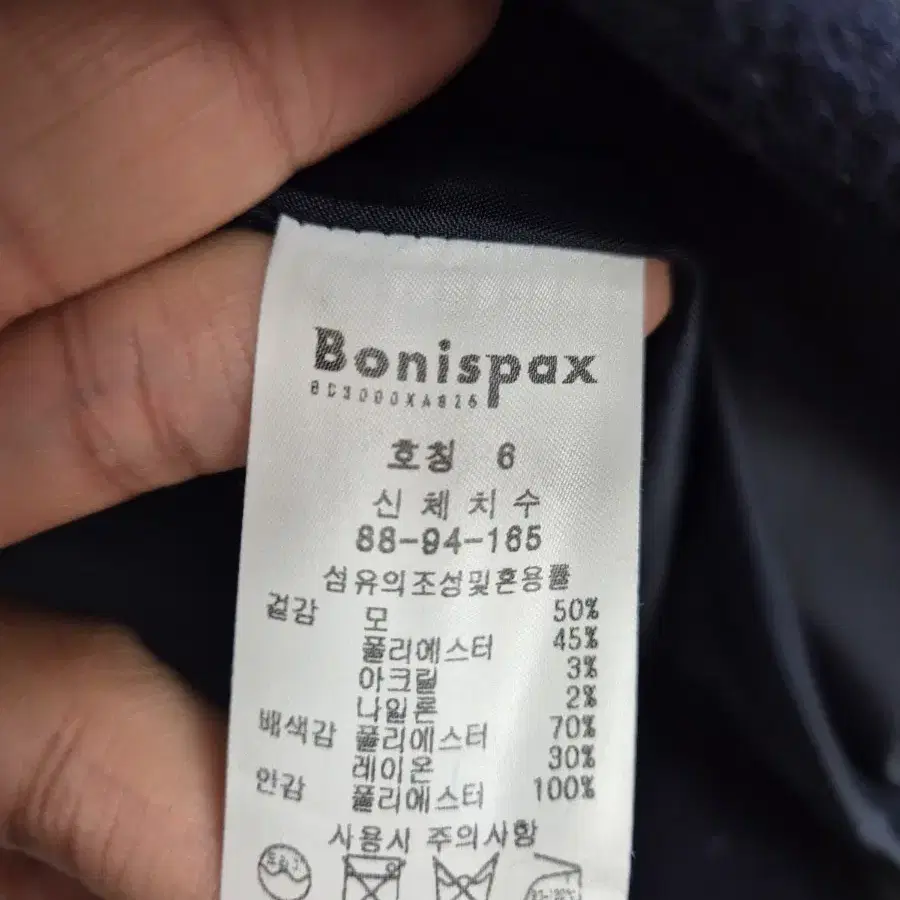 Bonispax
호칭 6
신체치수
88-94-165
섬유의조성및혼용률
겉감 모 50%
폴리에스터 45%
아크릴 3%
나일론 2%
배색감 폴리에스터 70%
레이온 30%
안감 폴리에스터 100%
사용시 주의사항